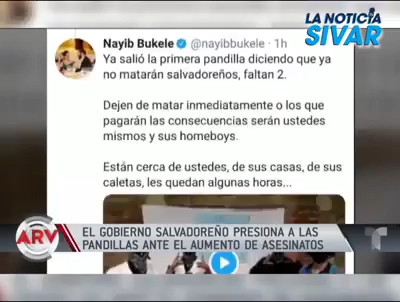 LA NOTICIA
SIVAR
Nayib Bukele @nayibbukele · 1h
Ya salió la primera pandilla diciendo que ya
no matarán salvadoreños, faltan 2.
Dejen de matar inmediatamente o los que
pagarán las consecuencias serán ustedes
mismos y sus homeboys.
Están cerca de ustedes, de sus casas, de sus
caletas, les quedan algunas horas...
ARV
EL GOBIERNO SALVADOREÑO PRESIONA A LAS
PANDILLAS ANTE EL AUMENTO DE ASESINATOS